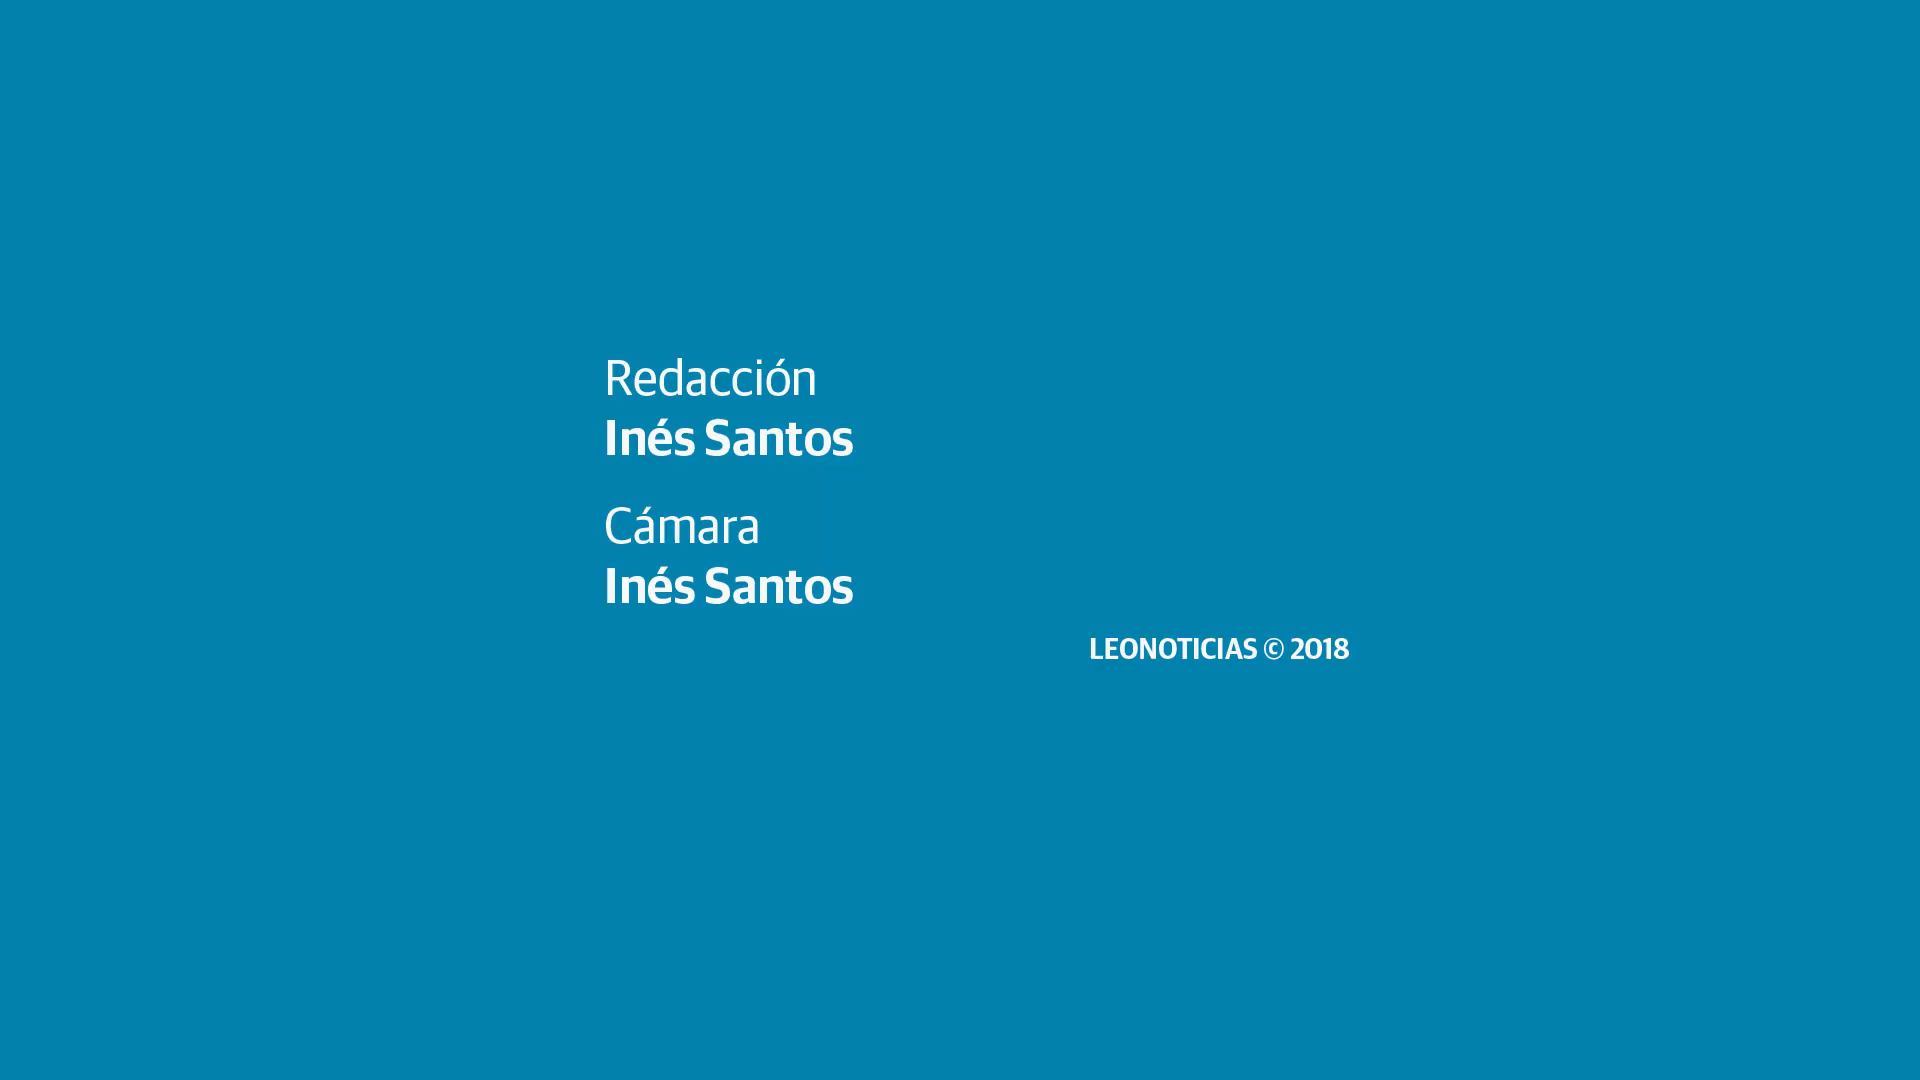 Redacción
Inés Santos
Cámara
Inés Santos
LEONOTICIAS © 2018